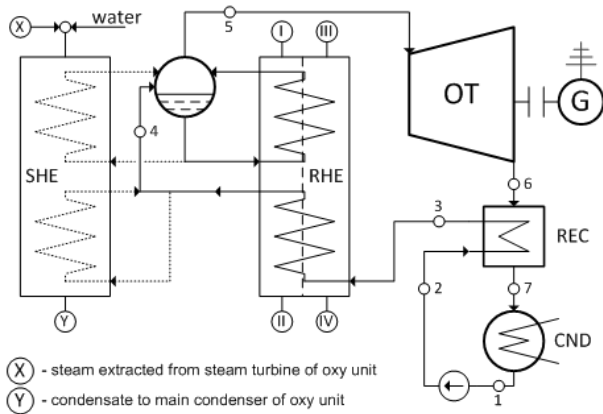 X
water
5
I
III
OT
G
4
SHE
RHE
6
3
REC
2
7
II
IV
Y
CND
1
X - steam extracted from steam turbine of oxy unit
Y - condensate to main condenser of oxy unit